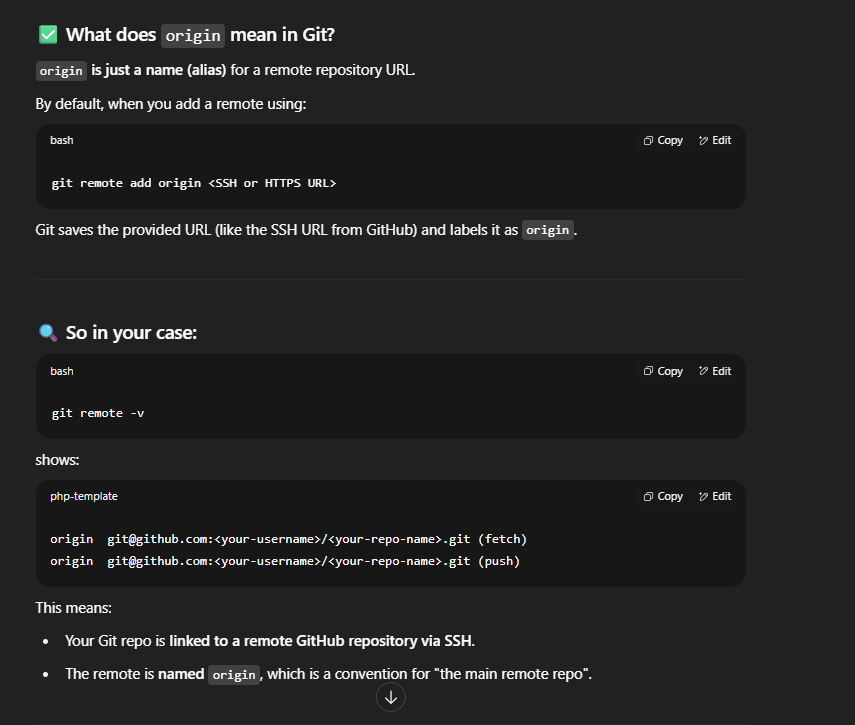 ✅ What does origin mean in Git?
origin is just a name (alias) for a remote repository URL.
By default, when you add a remote using:
bash Copy Edit
git remote add origin <SSH or HTTPS URL>
Git saves the provided URL (like the SSH URL from GitHub) and labels it as origin.
🔍 So in your case:
bash Copy Edit
git remote -v
shows:
php-template Copy Edit
origin  git@github.com:<your-username>/<your-repo-name>.git (fetch)
origin  git@github.com:<your-username>/<your-repo-name>.git (push)
This means:
• Your Git repo is linked to a remote GitHub repository via SSH.
• The remote is named origin, which is a convention for "the main remote repo".